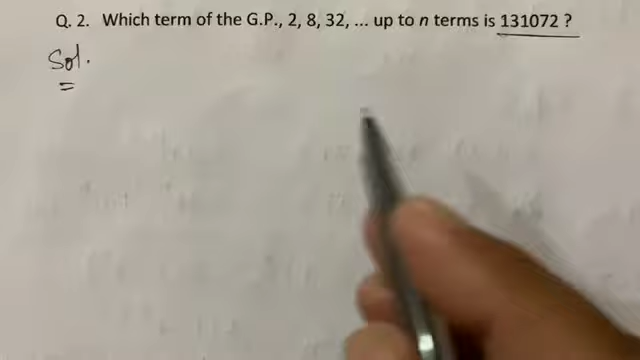 Q. 2. Which term of the G.P., 2, 8, 32, ... up to n terms is 131072 ?
Sol.